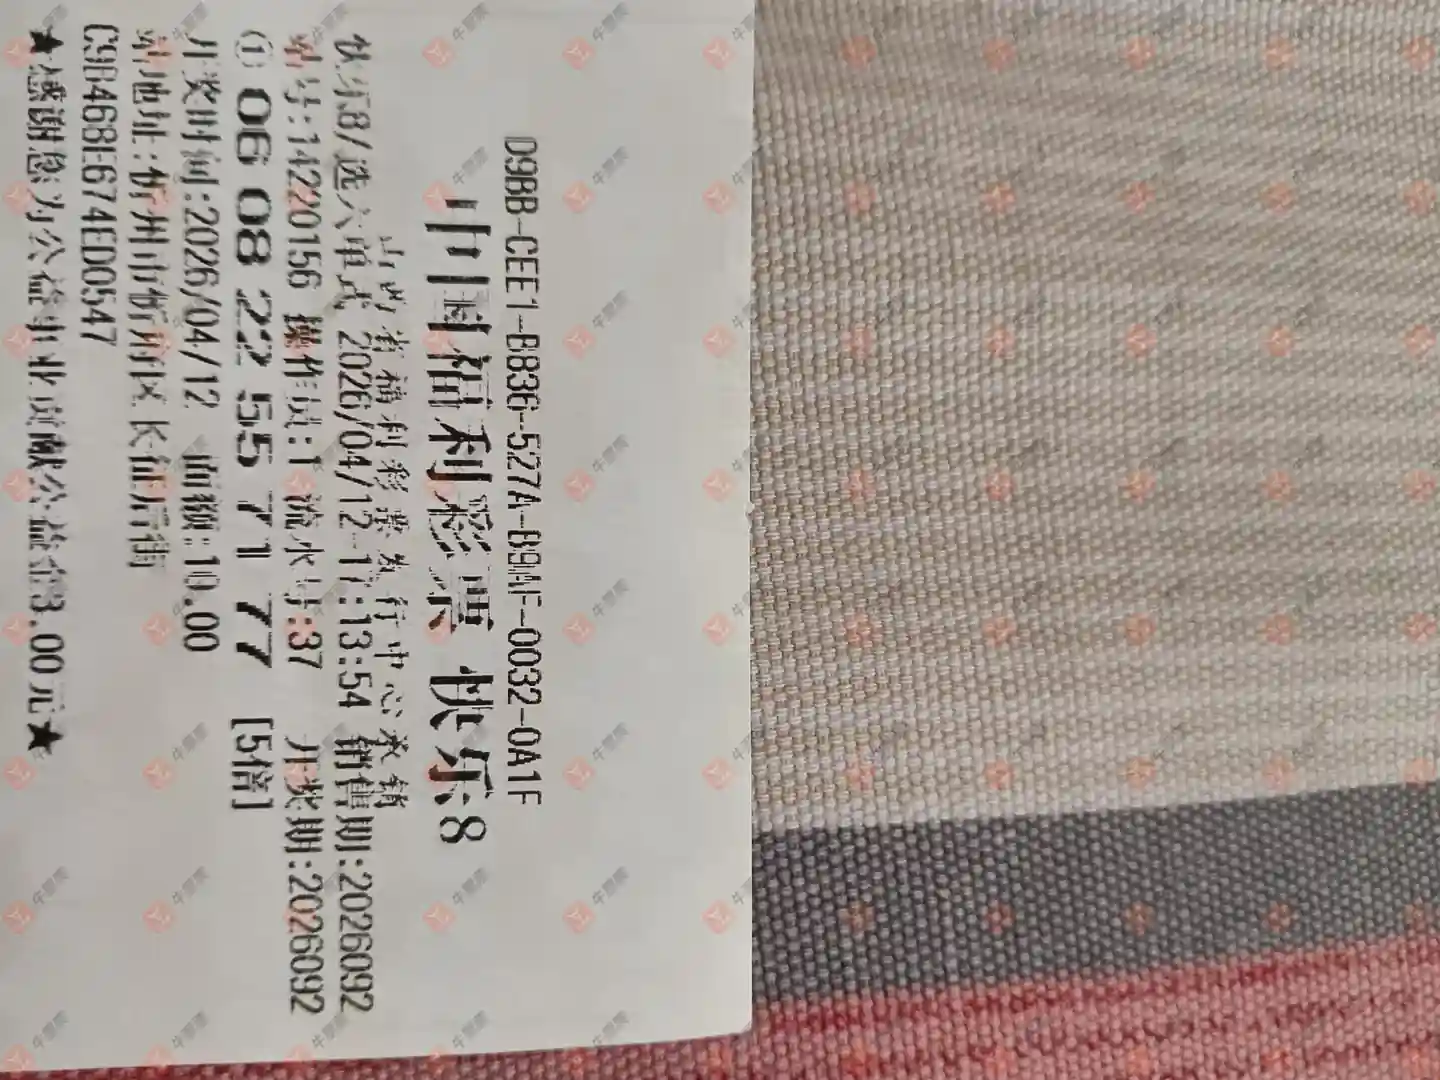 D9BB-CEE1-B836-527A-B9AF-0032-0A1F
中国福利彩票 快乐8
山西省福利彩票发行中心承销
快乐8/选六单式 2026/04/12-17:13:54 销售期:2026092
站号:14220156 操作员:1 流水号:37 开奖期:2026092
① 06 08 22 55 71 77 [5倍]
开奖时间:2026/04/12 面额:10.00
站地址:忻州市忻府区长征后街
C9B468E674ED0547
★感谢您为公益事业贡献公益金3.00元★